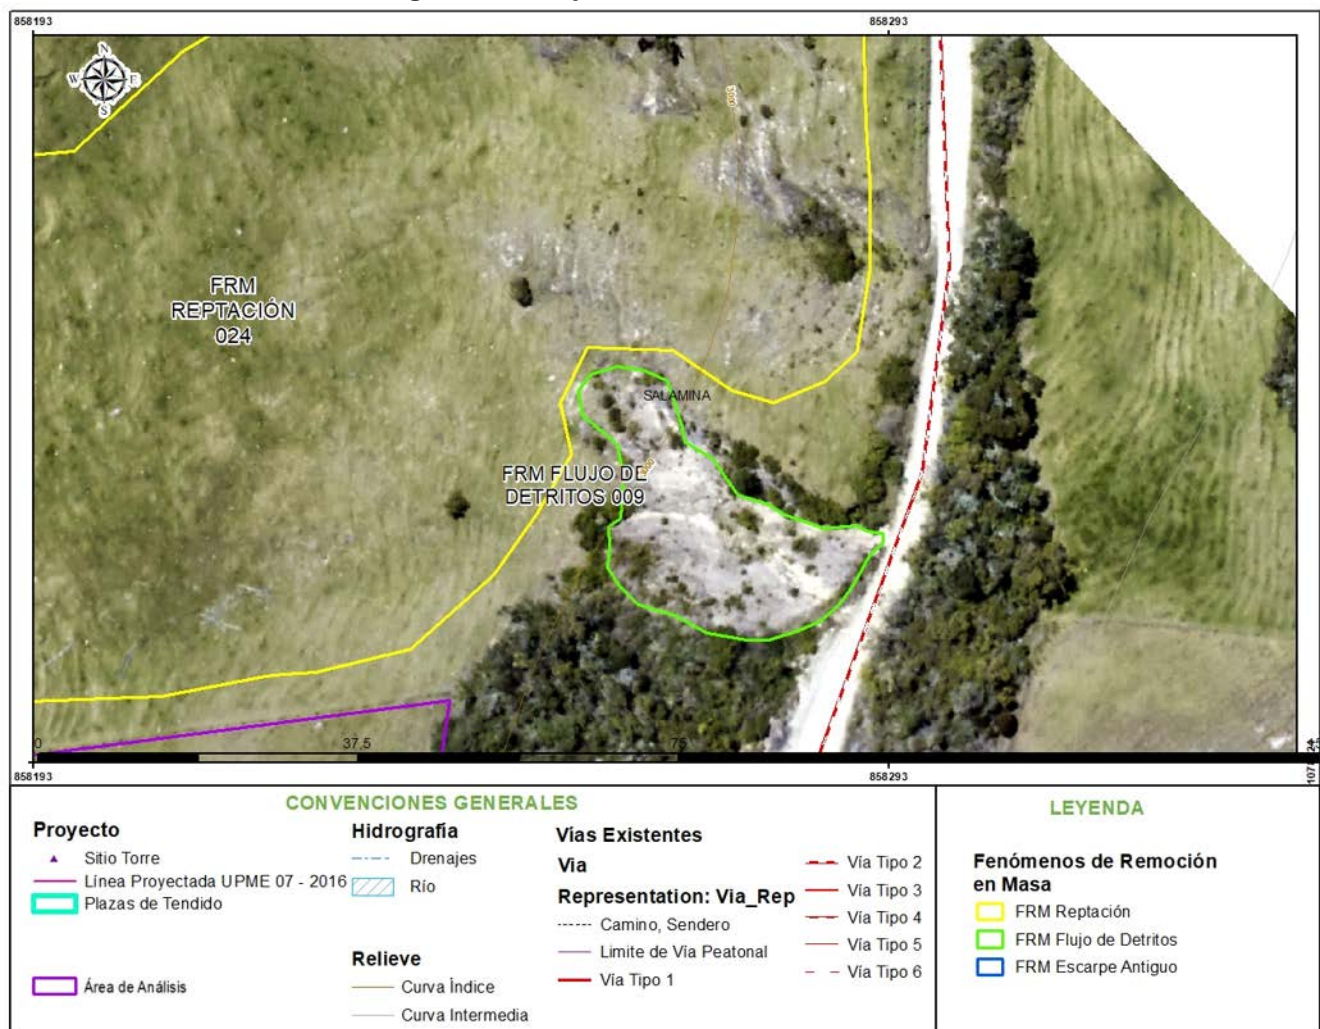 858193
858293
N
W
E
S
3000
FRM
REPTACIÓN
024
SALAMINA
FRM FLUJO DE
DETRITOS 009
0
37,5
75
858193
858293
CONVENCIONES GENERALES
Proyecto
Sitio Torre
Línea Proyectada UPME 07 - 2016
Plazas de Tendido
Área de Análisis
Hidrografía
Drenajes
Río
Relieve
Curva Índice
Curva Intermedia
Vías Existentes
Via
Representation: Via_Rep
Camino, Sendero
Limite de Vía Peatonal
Vía Tipo 1
Vía Tipo 2
Vía Tipo 3
Vía Tipo 4
Vía Tipo 5
Vía Tipo 6
LEYENDA
Fenómenos de Remoción
en Masa
FRM Reptación
FRM Flujo de Detritos
FRM Escarpe Antiguo